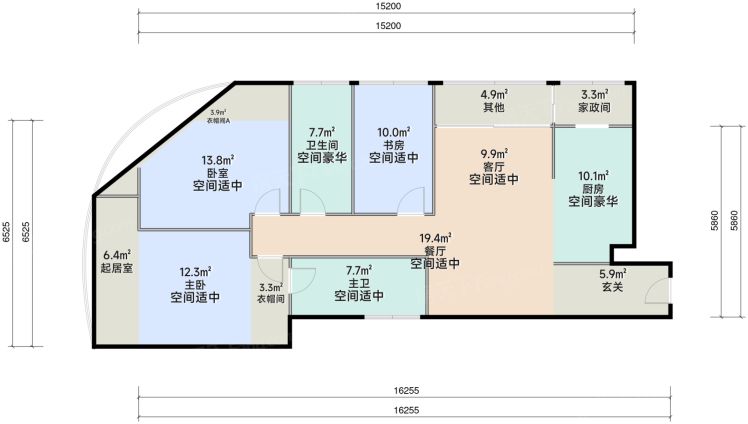 15200
15200
3.9㎡
衣帽间A
7.7㎡
卫生间
空间豪华
10.0㎡
书房
空间适中
4.9㎡
其他
3.3㎡
家政间
13.8㎡
卧室
空间适中
9.9㎡
客厅
空间适中
10.1㎡
厨房
空间豪华
6525
6525
5860
5860
6.4㎡
起居室
12.3㎡
主卧
空间适中
3.3㎡
衣帽间
7.7㎡
主卫
空间适中
19.4㎡
餐厅
空间适中
5.9㎡
玄关
16255
16255